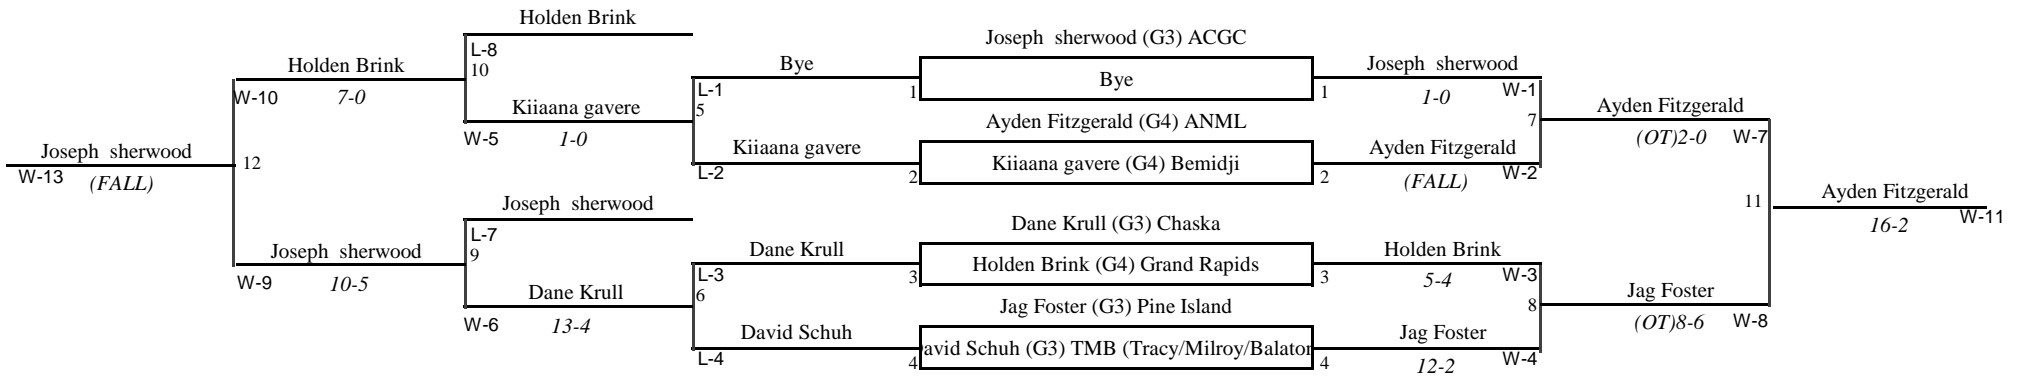 Holden Brink
L-8
10
Holden Brink
W-10
7-0
Kiiaana gavere
W-5
1-0
Bye
L-1
5
1
Kiiaana gavere
L-2
2
Joseph  sherwood (G3) ACGC
Bye
1
Ayden Fitzgerald (G4) ANML
Kiiaana gavere (G4) Bemidji
2
Joseph  sherwood
1-0
W-1
7
Ayden Fitzgerald
(FALL)
W-2
Ayden Fitzgerald
(OT)2-0
W-7
Joseph  sherwood
W-13
(FALL)
12
Joseph  sherwood
L-7
9
Joseph  sherwood
W-9
10-5
Dane Krull
W-6
13-4
Dane Krull
L-3
6
3
David Schuh
L-4
4
Dane Krull (G3) Chaska
Holden Brink (G4) Grand Rapids
3
Jag Foster (G3) Pine Island
avid Schuh (G3) TMB (Tracy/Milroy/Balaton
4
Holden Brink
5-4
W-3
8
Jag Foster
12-2
W-4
Jag Foster
(OT)8-6
W-8
11
Ayden Fitzgerald
16-2
W-11